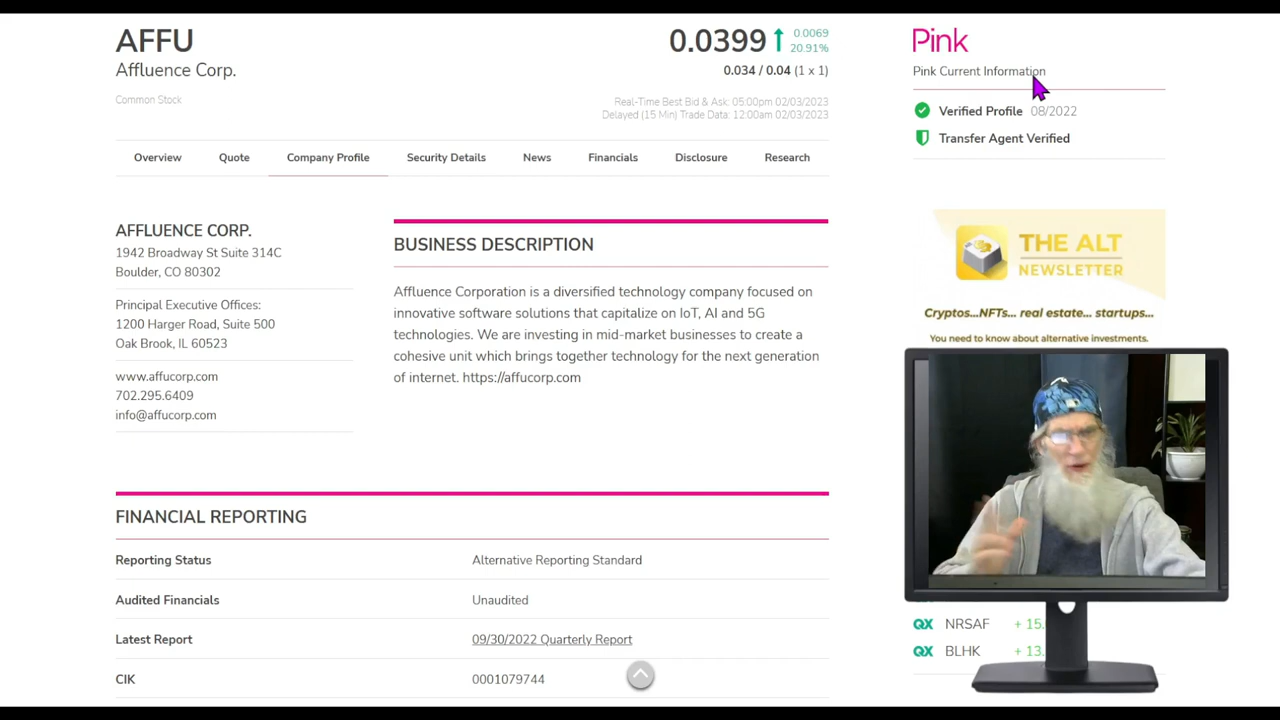 AFFU
Affluence Corp.
Common Stock
0.0399 0.0069
20.91%
0.034 / 0.04 (1 x 1)
Real-Time Best Bid & Ask: 05:00pm 02/03/2023
Delayed (15 Min) Trade Data: 12:00am 02/03/2023
Overview Quote Company Profile Security Details News Financials Disclosure Research
AFFLUENCE CORP.
1942 Broadway St Suite 314C
Boulder, CO 80302
Principal Executive Offices:
1200 Harger Road, Suite 500
Oak Brook, IL 60523
www.affucorp.com
702.295.6409
info@affucorp.com
BUSINESS DESCRIPTION
Affluence Corporation is a diversified technology company focused on
innovative software solutions that capitalize on IoT, AI and 5G
technologies. We are investing in mid-market businesses to create a
cohesive unit which brings together technology for the next generation
of internet. https://affucorp.com
FINANCIAL REPORTING
Reporting Status Alternative Reporting Standard
Audited Financials Unaudited
Latest Report 09/30/2022 Quarterly Report
CIK 0001079744
Pink
Pink Current Information
Verified Profile 08/2022
Transfer Agent Verified
THE ALT
NEWSLETTER
Cryptos...NFTs... real estate... startups...
You need to know about alternative investments.
QX NRSAF + 15.
QX BLHK + 13.